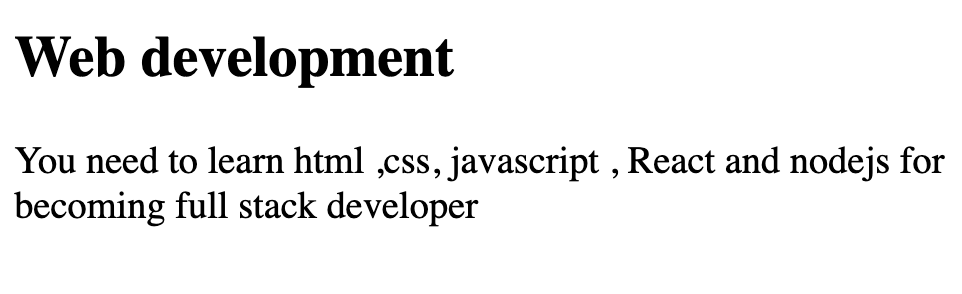 Web development
You need to learn html ,css, javascript , React and nodejs for
becoming full stack developer